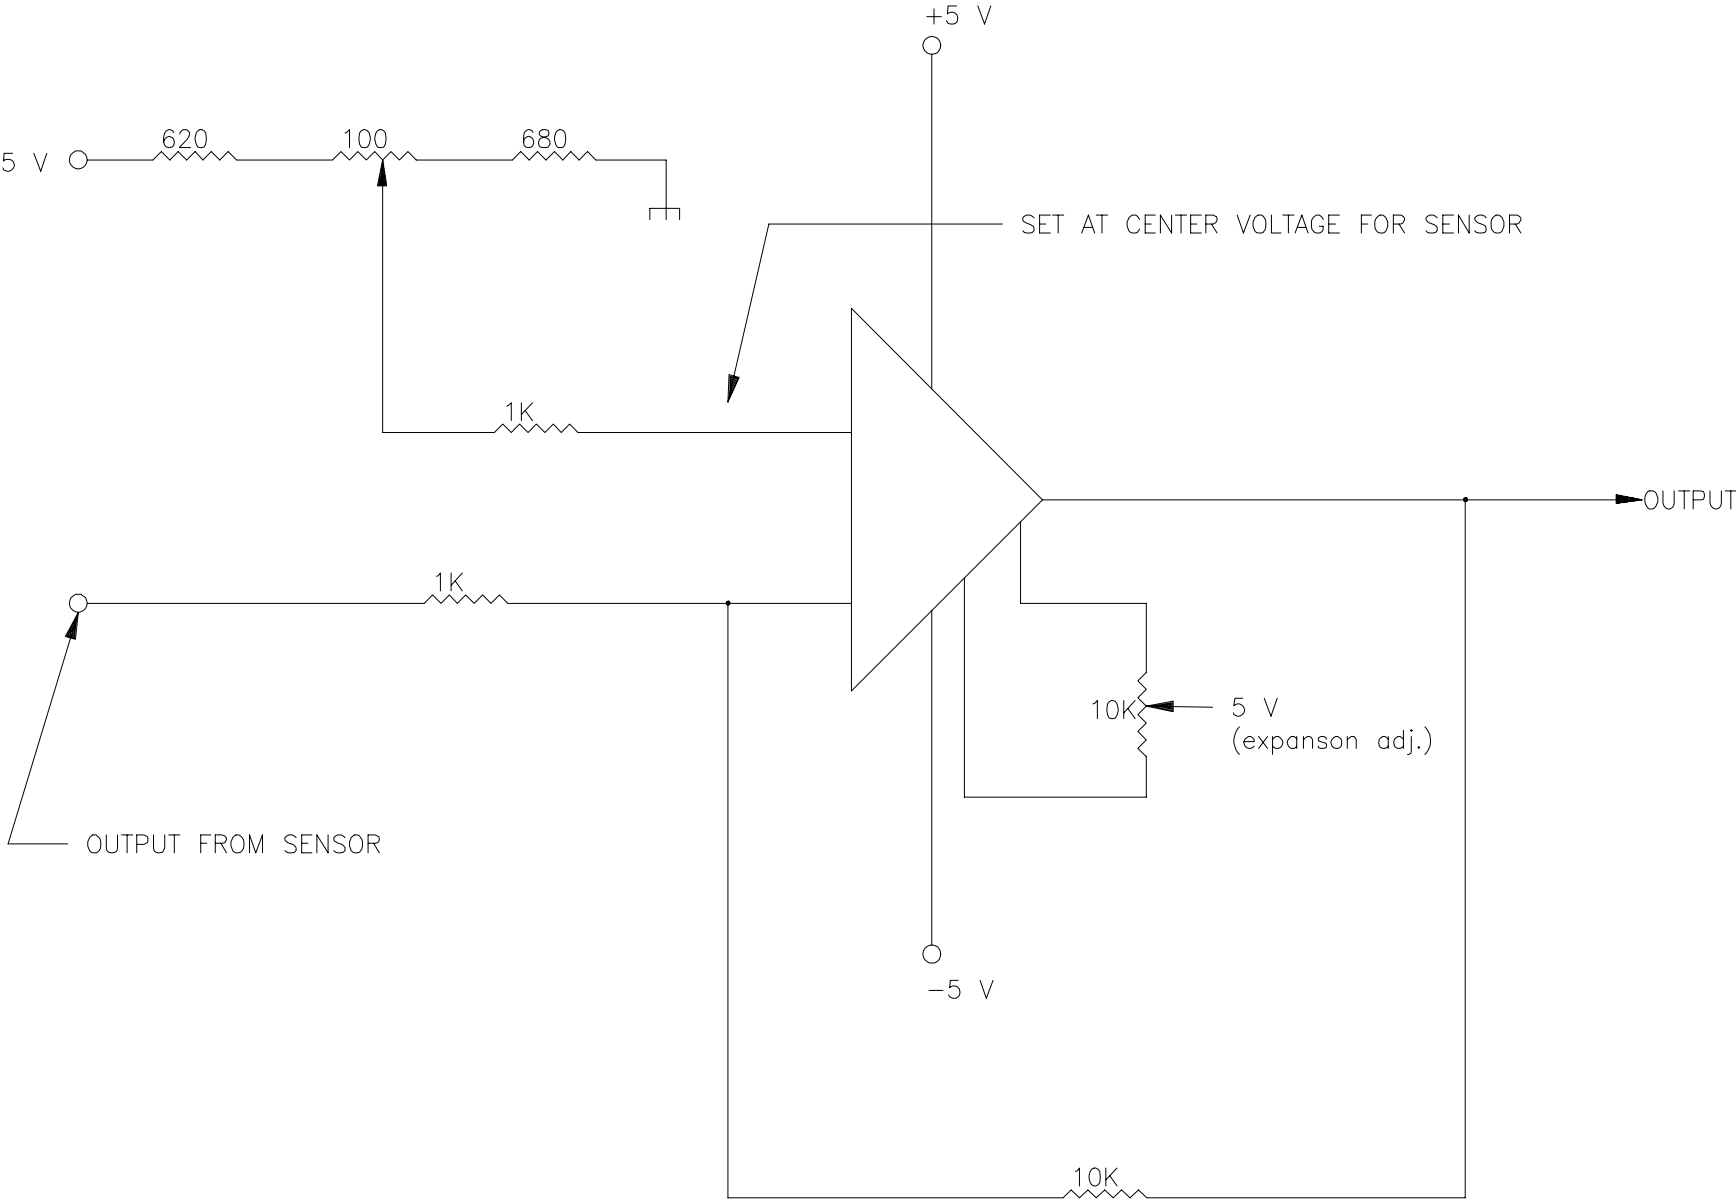 +5 V
620
100
680
5 V
SET AT CENTER VOLTAGE FOR SENSOR
1K
OUTPUT
1K
10K
5 V
(expanson adj.)
OUTPUT FROM SENSOR
-5 V
10K